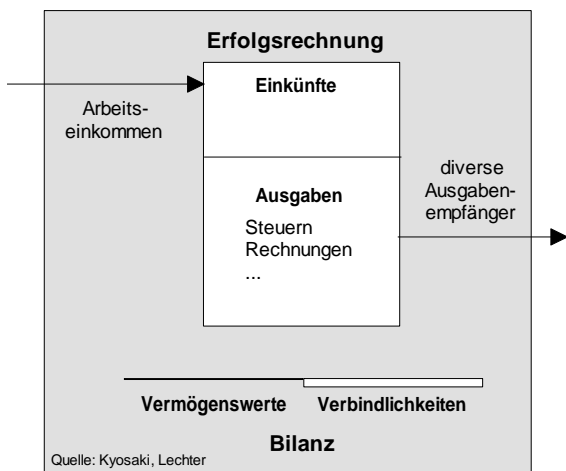 Erfolgsrechnung
Einkünfte
Arbeits-
einkommen
diverse
Ausgaben-
empfänger
Ausgaben
Steuern
Rechnungen
...
Vermögenswerte
Verbindlichkeiten
Bilanz
Quelle: Kyosaki, Lechter